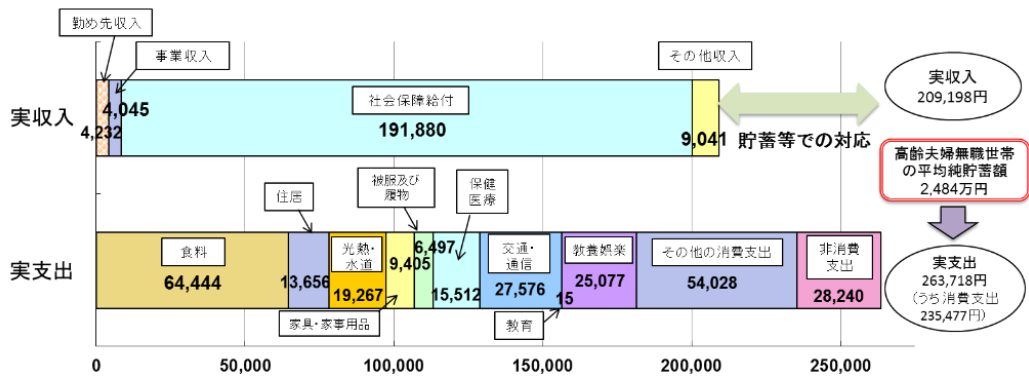 勤め先収入
事業収入
その他収入
実収入
4,232
4,045
社会保障給付
191,880
9,041
貯蓄等での対応
実収入
209,198円
高齢夫婦無職世帯
の平均純貯蓄額
2,484万円
住居
被服及び
履物
保健
医療
実支出
食料
64,444
13,656
光熱・
水道
19,267
9,405
6,497
15,512
交通・
通信
27,576
15
教養娯楽
25,077
その他の消費支出
54,028
非消費
支出
28,240
家具・家事用品
教育
実支出
263,718円
(うち消費支出
235,477円)
0
50,000
100,000
150,000
200,000
250,000